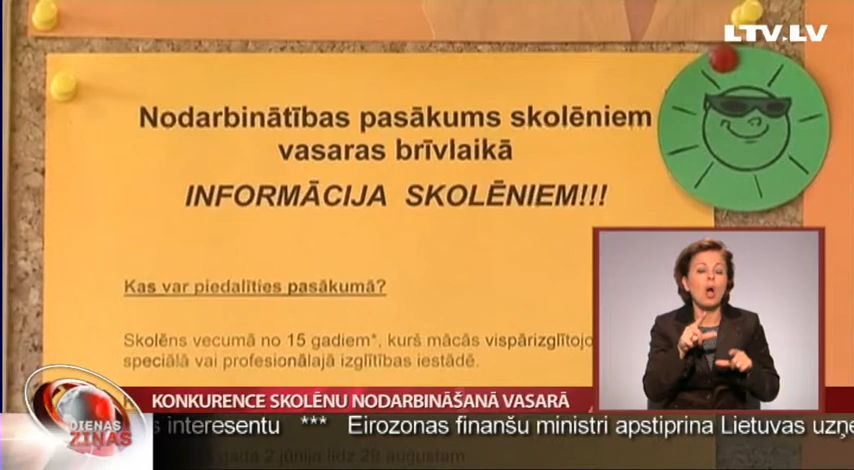 LTV.LV
Nodarbinātības pasākums skolēniem
vasaras brīvlaikā
INFORMĀCIJA SKOLĒNIEM!!!
Kas var piedalīties pasākumā?
Skolēns vecumā no 15 gadiem*, kurš mācās
speciālā vai profesionālajā izglītības iestādē.
KONKURENCE SKOLĒNU NODARBINĀŠANĀ VASARĀ
DIENAS
ZIŅAS
interesentu *** Eirozonas finanšu ministri apstiprina Lietuvas
gada 2.jūnija līdz 29.augustam